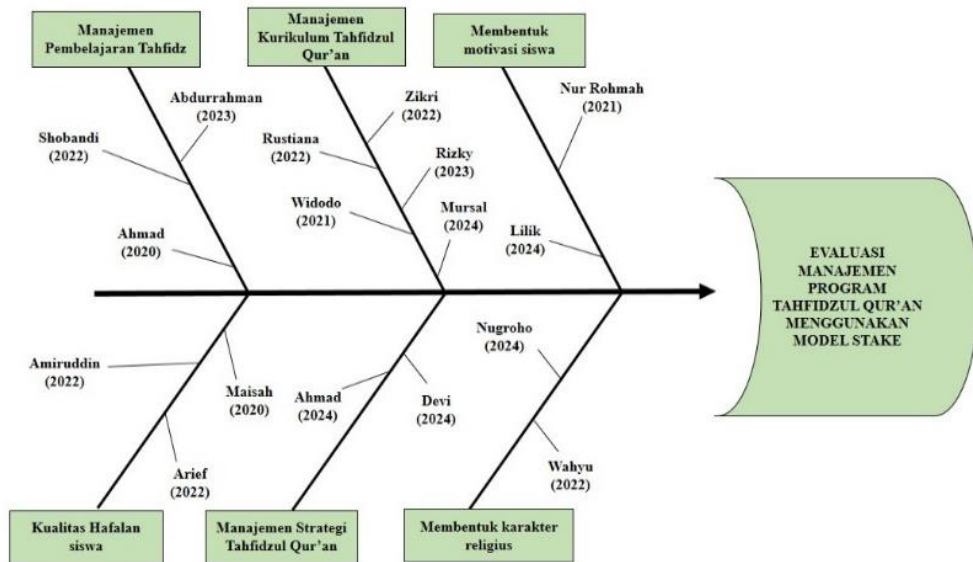 Manajemen
Pembelajaran Tahfidz
Manajemen
Kurikulum Tahfidzul
Qur'an
Membentuk
motivasi siswa
Abdurrahman
(2023)
Shobandi
(2022)
Ahmad
(2020)
Zikri
(2022)
Rustiana
(2022)
Rizky
(2023)
Widodo
(2021)
Mursal
(2024)
Nur Rohmah
(2021)
Lilik
(2024)
EVALUASI
MANAJEMEN
PROGRAM
TAHFIDZUL QUR'AN
MENGGUNAKAN
MODEL STAKE
Amiruddin
(2022)
Maisah
(2020)
Arief
(2022)
Ahmad
(2024)
Devi
(2024)
Nugroho
(2024)
Wahyu
(2022)
Kualitas Hafalan
siswa
Manajemen Strategi
Tahfidzul Qur'an
Membentuk karakter
religius